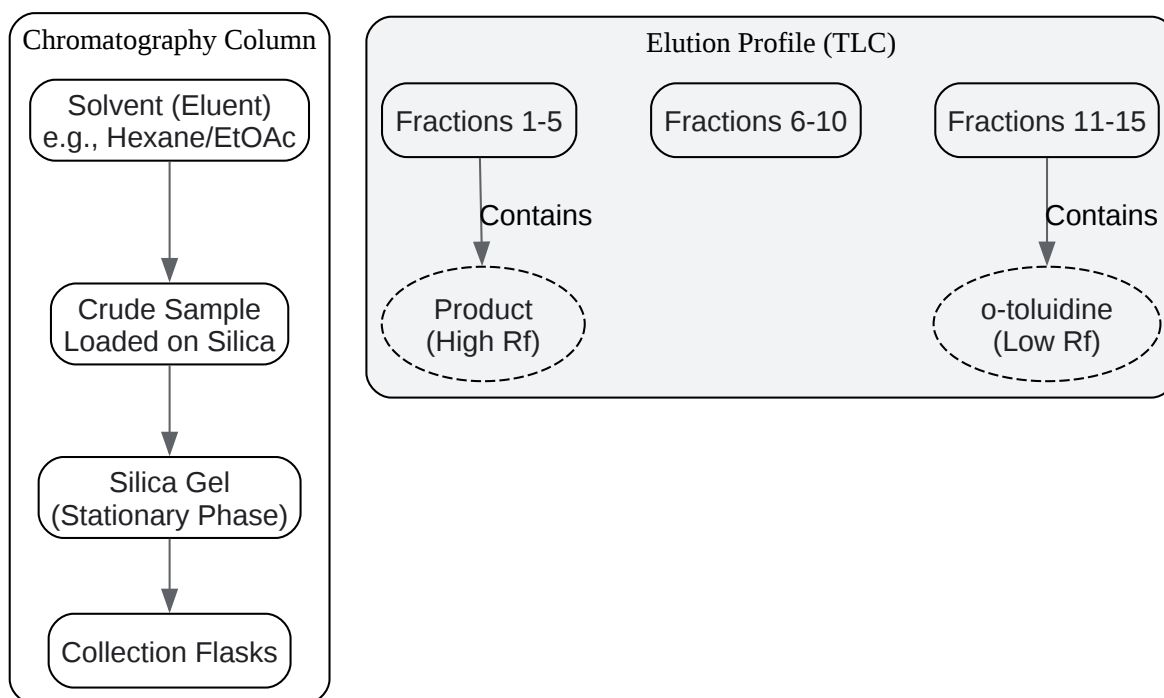 Chromatography Column
Solvent (Eluent)
e.g., Hexane/EtOAc
Crude Sample
Loaded on Silica
Silica Gel
(Stationary Phase)
Collection Flasks
Elution Profile (TLC)
Fractions 1-5
Fractions 6-10
Fractions 11-15
Contains
Contains
Product
(High Rf)
o-toluidine
(Low Rf)